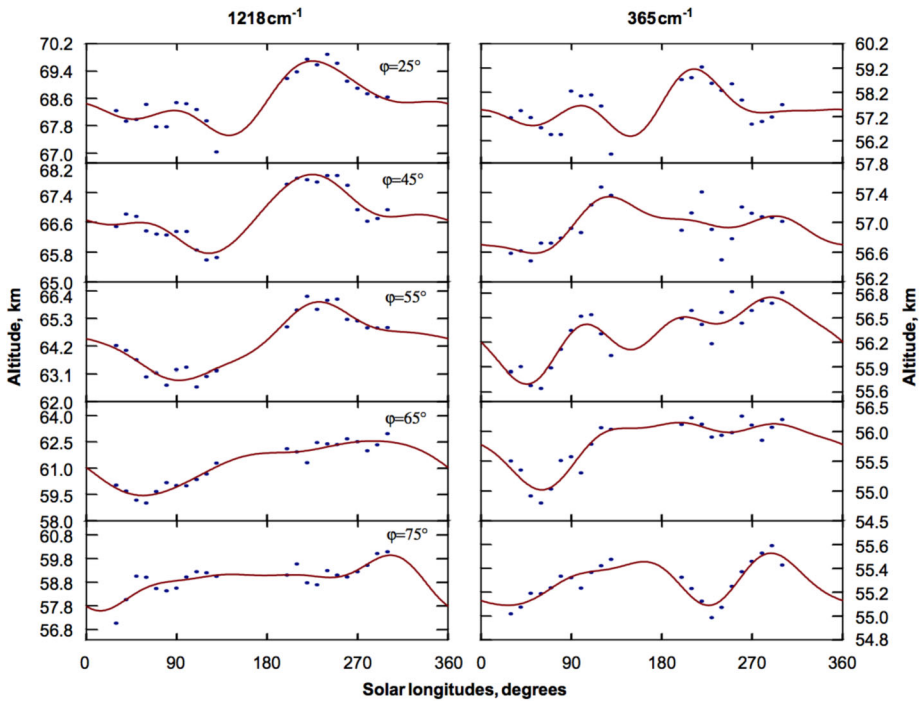 1218cm-1 365cm-1
70.2 60.2
69.4 φ=25° 59.2
68.6 58.2
67.8 57.2
67.0 56.2
68.2 57.8
67.4 φ=45° 57.4
66.6 57.0
65.8 56.6
65.0 56.2
66.4 φ=55° 56.8
65.3 56.5
64.2 56.2
63.1 55.9
62.0 55.6
64.0 φ=65° 56.5
62.5 56.0
61.0 55.5
59.5 55.0
58.0 54.5
60.8 φ=75° 55.6
59.8 55.4
58.8 55.2
57.8 55.0
56.8 54.8
Altitude, km
Altitude, km
0 90 180 270 360 0 90 180 270 360
Solar longitudes, degrees